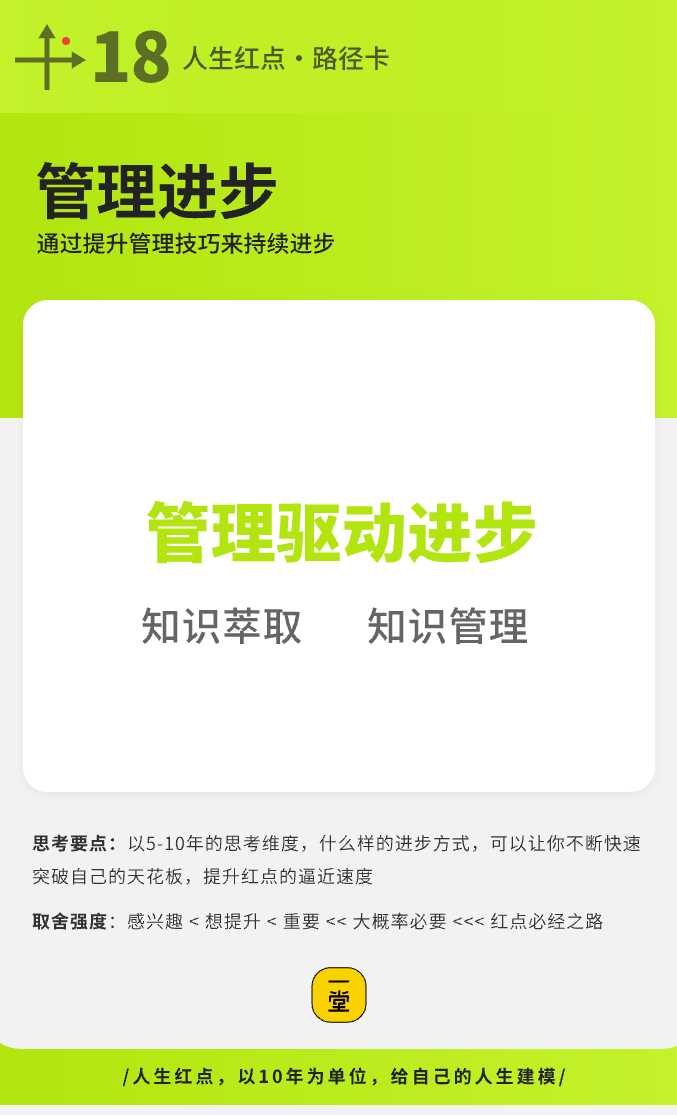 18 人生红点·路径卡
管理进步
通过提升管理技巧来持续进步
管理驱动进步
知识萃取 知识管理
思考要点：以5-10年的思考维度，什么样的进步方式，可以让你不断快速
突破自己的天花板，提升红点的逼近速度
取舍强度：感兴趣 < 想提升 < 重要 << 大概率必要 <<< 红点必经之路
一堂
/人生红点，以10年为单位，给自己的人生建模/